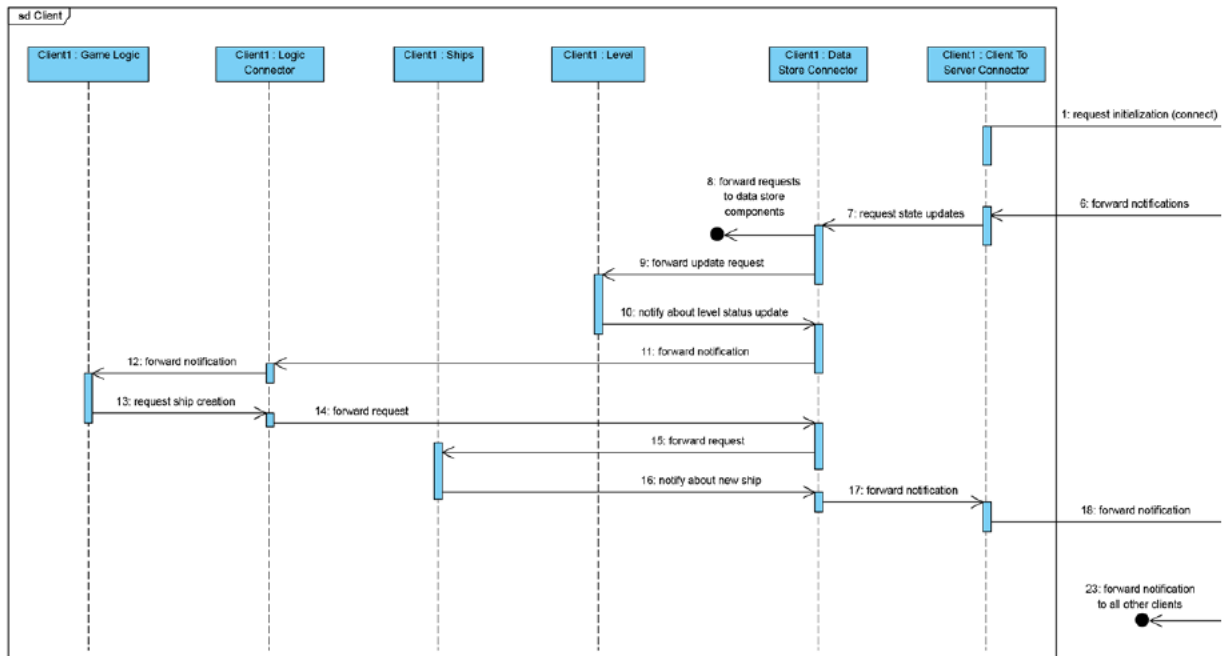 sd Client
Client1 : Game Logic
Client1 : Logic
Connector
Client1 : Ships
Client1 : Level
Client1 : Data
Store Connector
Client1 : Client To
Server Connector
1: request initialization (connect)
6: forward notifications
7: request state updates
8: forward requests
to data store
components
9: forward update request
10: notify about level status update
11: forward notification
12: forward notification
13: request ship creation
14: forward request
15: forward request
16: notify about new ship
17: forward notification
18: forward notification
23: forward notification
to all other clients